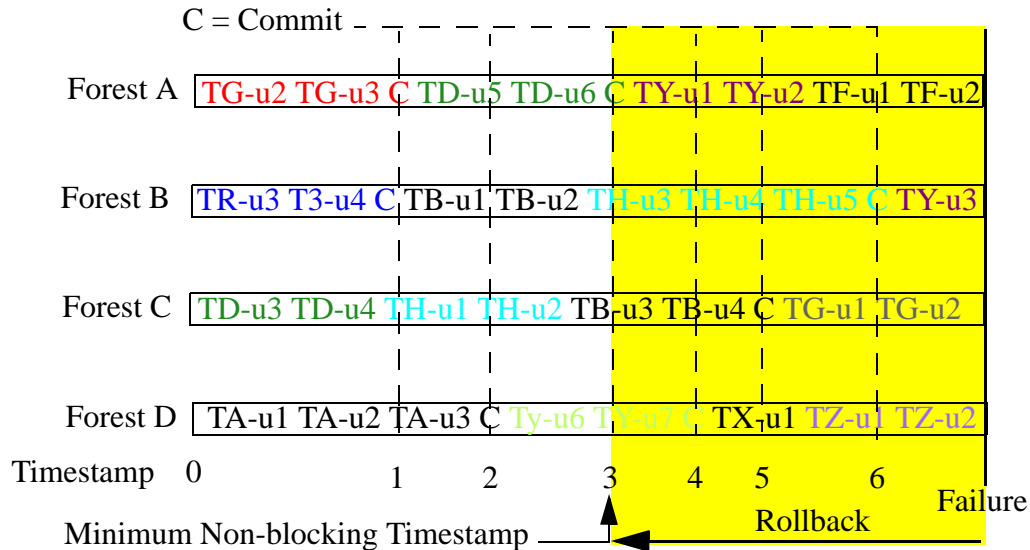 C = Commit
Forest A TG-u2 TG-u3 C TD-u5 TD-u6 C TY-u1 TY-u2 TF-u1 TF-u2
Forest B TR-u3 T3-u4 C TB-u1 TB-u2 TH-u3 TH-u4 TH-u5 C TY-u3
Forest C TD-u3 TD-u4 TH-u1 TH-u2 TB-u3 TB-u4 C TG-u1 TG-u2
Forest D TA-u1 TA-u2 TA-u3 C Ty-u6 TY-u7 C TX-u1 TZ-u1 TZ-u2
Timestamp 0 1 2 3 4 5 6
Failure
Minimum Non-blocking Timestamp Rollback